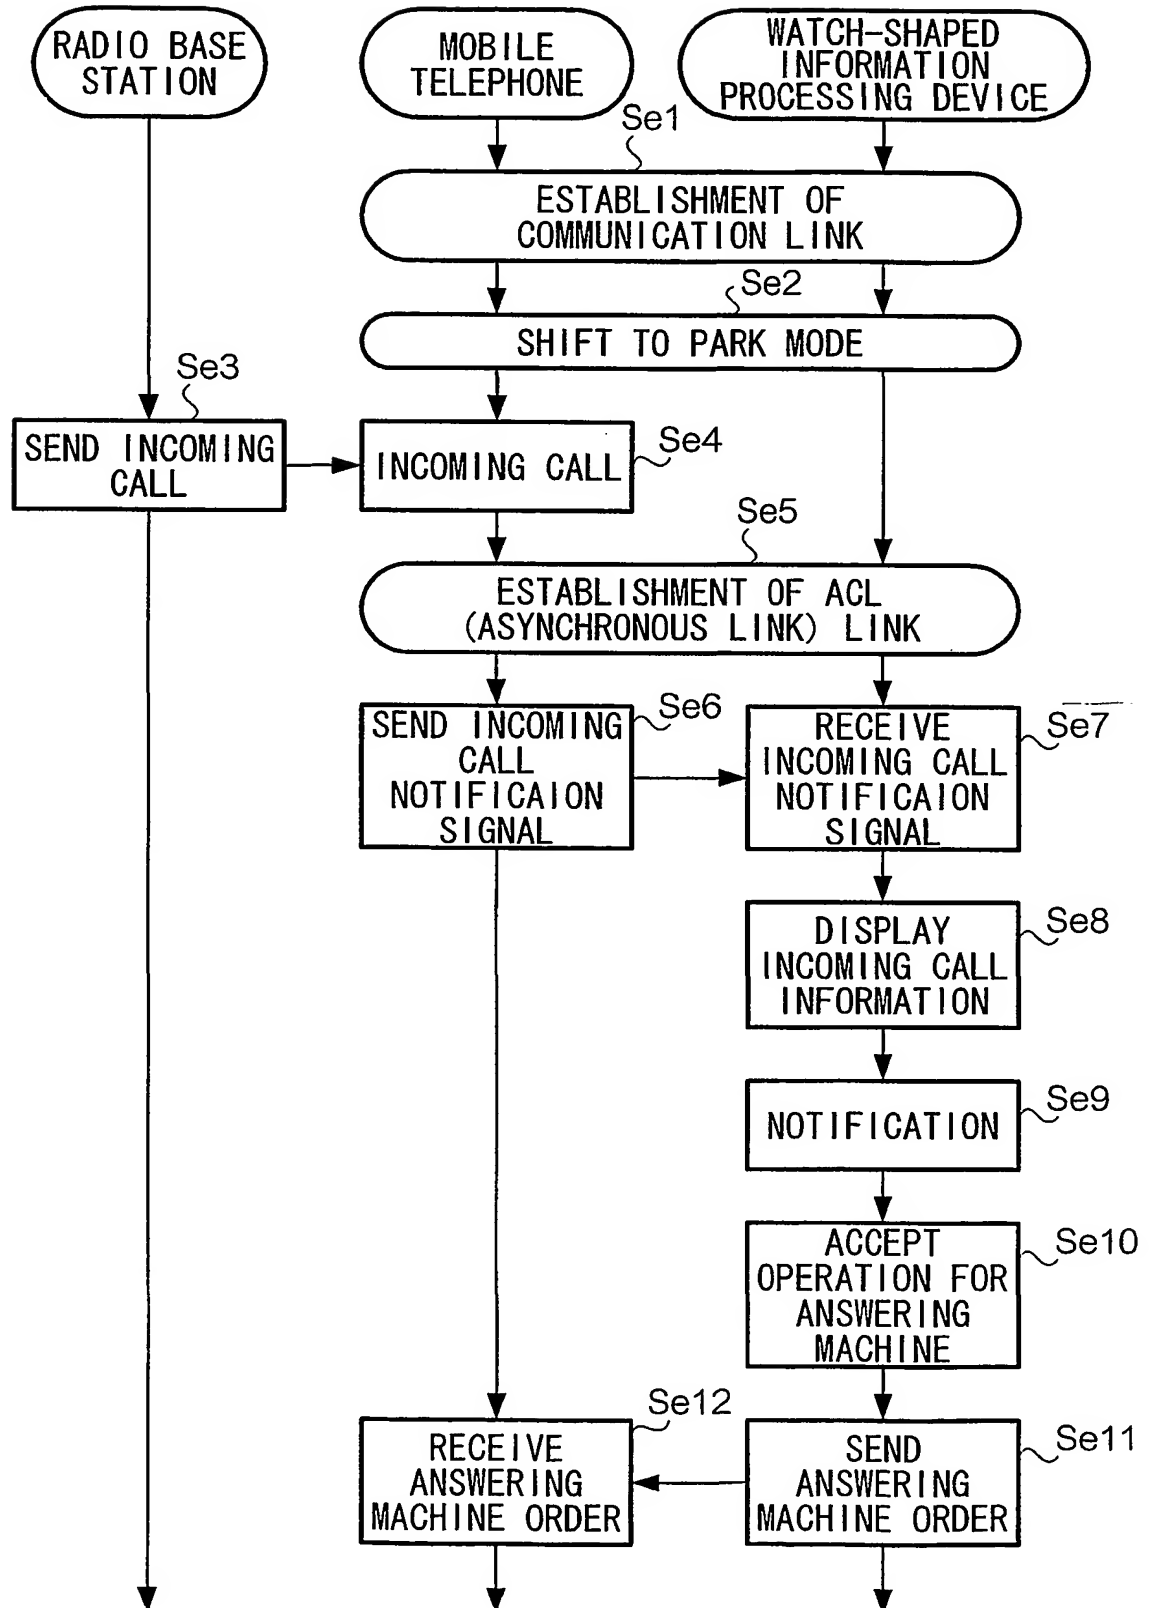 RADIO BASE
STATION
MOBILE
TELEPHONE
WATCH-SHAPED
INFORMATION
PROCESSING DEVICE
Se1
ESTABLISHMENT OF
COMMUNICATION LINK
Se2
SHIFT TO PARK MODE
Se3
SEND INCOMING
CALL
Se4
INCOMING CALL
Se5
ESTABLISHMENT OF ACL
(ASYNCHRONOUS LINK) LINK
Se6
SEND INCOMING
CALL
NOTIFICAION
SIGNAL
Se7
RECEIVE
INCOMING CALL
NOTIFICAION
SIGNAL
Se8
DISPLAY
INCOMING CALL
INFORMATION
Se9
NOTIFICATION
Se10
ACCEPT
OPERATION FOR
ANSWERING
MACHINE
Se12
RECEIVE
ANSWERING
MACHINE ORDER
Se11
SEND
ANSWERING
MACHINE ORDER